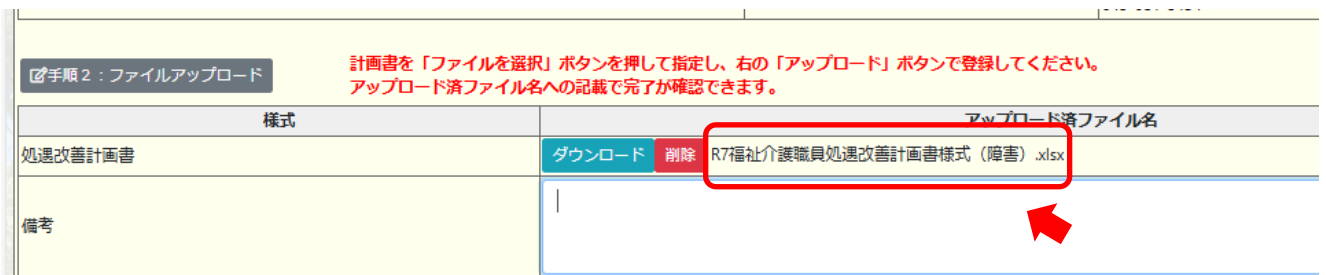 手順２：ファイルアップロード
計画書を「ファイルを選択」ボタンを押して指定し、右の「アップロード」ボタンで登録してください。
アップロード済ファイル名への記載で完了が確認できます。
様式
アップロード済ファイル名
処遇改善計画書
ダウンロード 削除 R7福祉介護職員処遇改善計画書様式（障害）.xlsx
備考